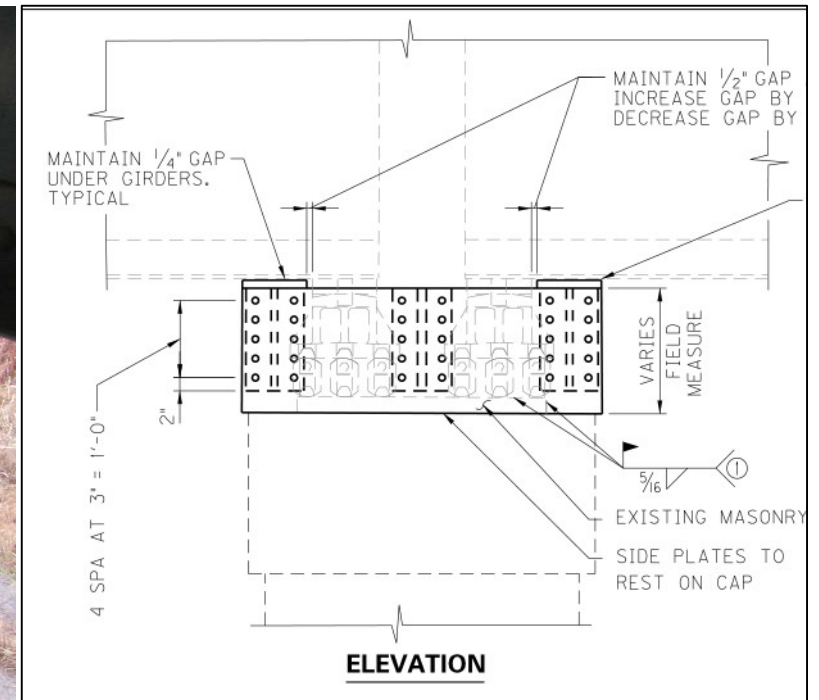 MAINTAIN 1/2" GAP
INCREASE GAP BY
DECREASE GAP BY
MAINTAIN 1/4" GAP
UNDER GIRDERS.
TYPICAL
VARIES
FIELD
MEASURE
4 SPA AT 3" = 1'-0"
2"
5/16
1
EXISTING MASONRY
SIDE PLATES TO
REST ON CAP
ELEVATION